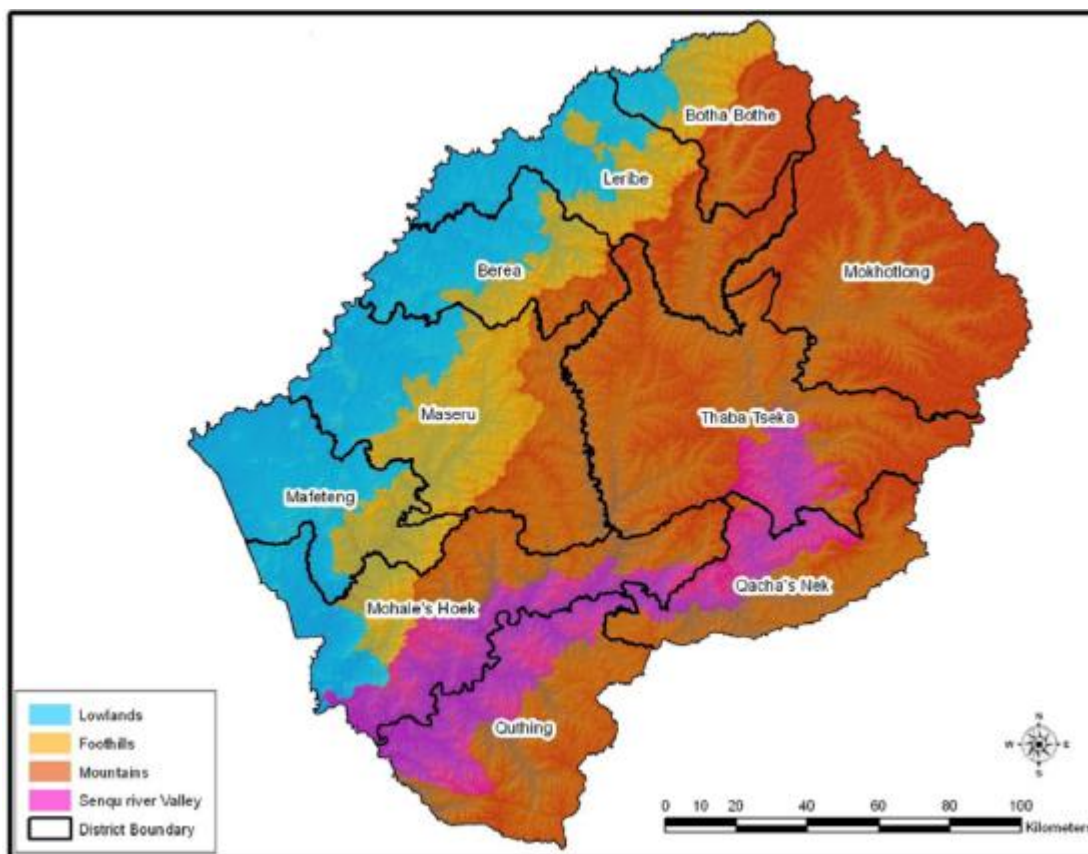 Botha Bothe
Leribe
Mokhotlong
Berea
Maseru
Thaba Tseka
Mafeteng
Qacha's Nek
Mohale's Hoek
Quthing
Lowlands
Foothills
Mountains
Senqu river Valley
District Boundary
N
W E
S
0 20 40 60 80 100
Kilometers